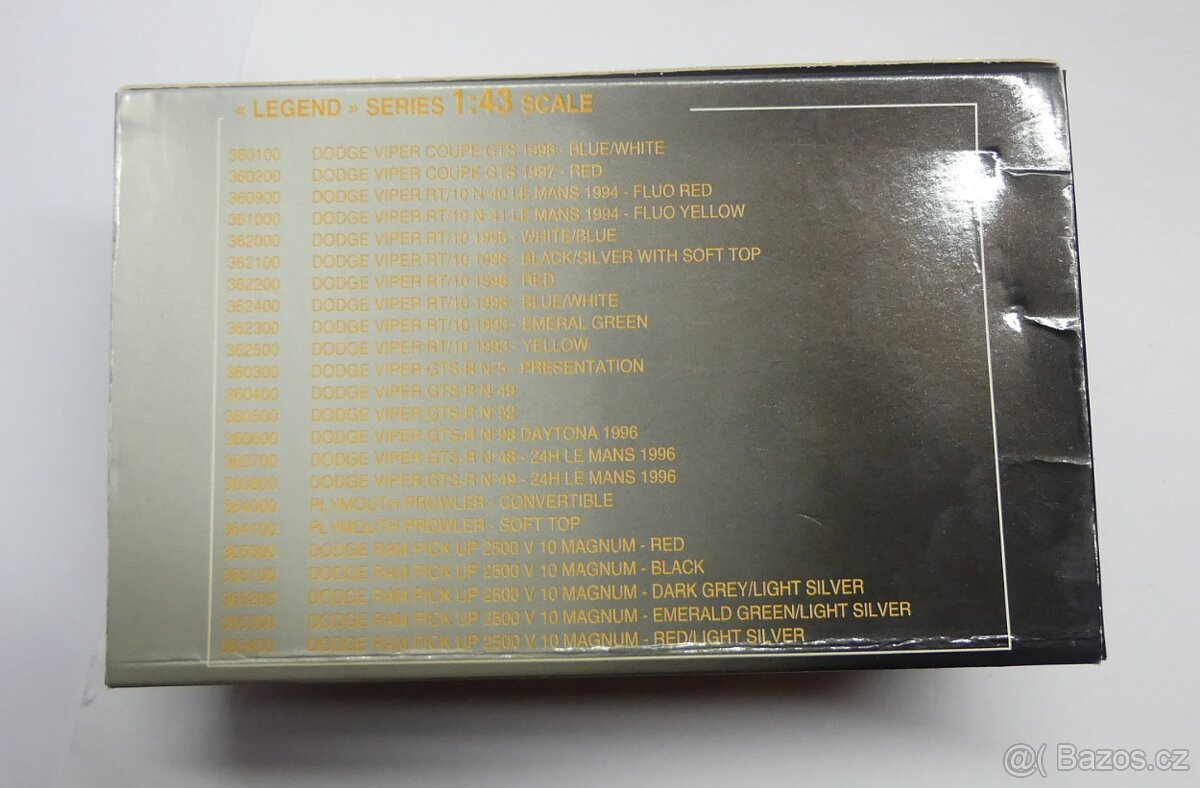 « LEGEND » SERIES 1:43 SCALE
360100 DODGE VIPER COUPE GTS 1996 - BLUE/WHITE
360200 DODGE VIPER COUPE GTS 1997 - RED
360900 DODGE VIPER RT/10 N°40 LE MANS 1994 - FLUO RED
361000 DODGE VIPER RT/10 N°41 LE MANS 1994 - FLUO YELLOW
362000 DODGE VIPER RT/10 1996 - WHITE/BLUE
362100 DODGE VIPER RT/10 1996 - BLACK/SILVER WITH SOFT TOP
362200 DODGE VIPER RT/10 1996 - RED
362400 DODGE VIPER RT/10 1996 - BLUE/WHITE
362300 DODGE VIPER RT/10 1993 - EMERAL GREEN
362500 DODGE VIPER RT/10 1993 - YELLOW
360300 DODGE VIPER GTS-R N°5 - PRESENTATION
360400 DODGE VIPER GTS-R N°49
360500 DODGE VIPER GTS-R
360600 DODGE VIPER GTS-R N°98 DAYTONA 1996
360700 DODGE VIPER GTS-R N°48 - 24H LE MANS 1996
360800 DODGE VIPER GTS-R N°49 - 24H LE MANS 1996
364000 PLYMOUTH PROWLER - CONVERTIBLE
364100 PLYMOUTH PROWLER - SOFT TOP
365000 DODGE RAM PICK UP 2500 V 10 MAGNUM - RED
365100 DODGE RAM PICK UP 2500 V 10 MAGNUM - BLACK
365200 DODGE RAM PICK UP 2500 V 10 MAGNUM - DARK GREY/LIGHT SILVER
365300 DODGE RAM PICK UP 2500 V 10 MAGNUM - EMERALD GREEN/LIGHT SILVER
365400 DODGE RAM PICK UP 2500 V 10 MAGNUM - RED/LIGHT SILVER
@( Bazos.cz